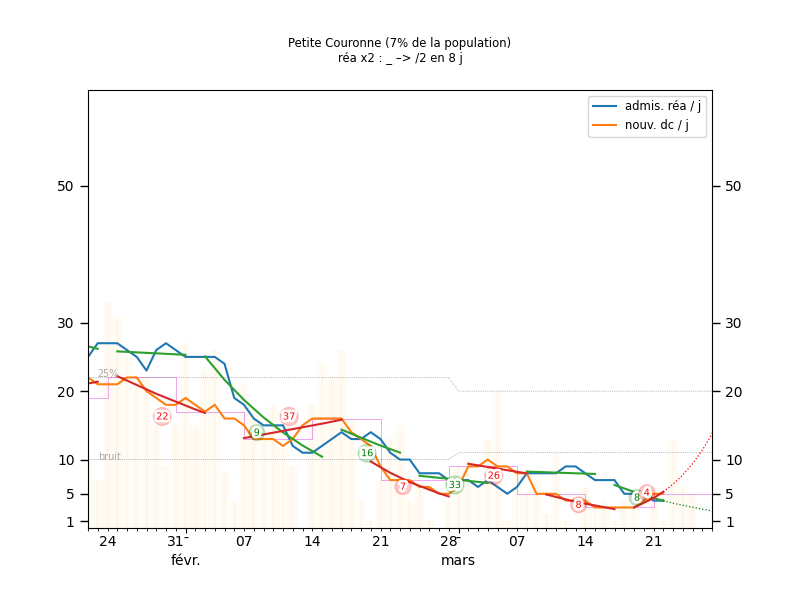 Petite Couronne (7% de la population)
réa x2 : _ –> /2 en 8 j
admis. réa / j
nouv. dc / j
50 50
30 30
25%
20 20
22 37
9
16
bruit
10 10
7 33 26
8
8 4
5 5
1 1
24 31 07 14 21 28 07 14 21
févr. mars